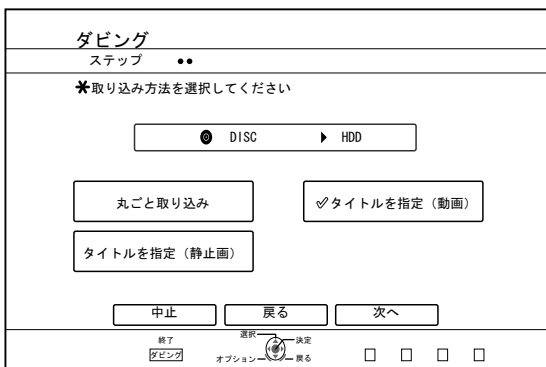 ダビング
ステップ ●●
*取り込み方法を選択してください
DISC ▶ HDD
丸ごと取り込み
✓タイトルを指定（動画）
タイトルを指定（静止画）
中止
戻る
次へ
終了
ダビング
選択
決定
オプション
戻る